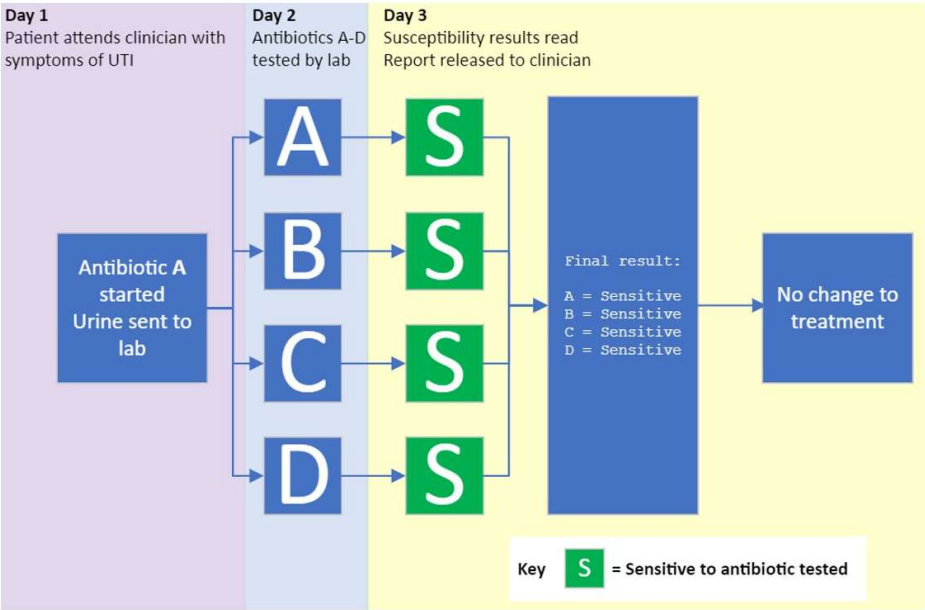 Day 1
Patient attends clinician with
symptoms of UTI
Day 2
Antibiotics A-D
tested by lab
Day 3
Susceptibility results read
Report released to clinician
Antibiotic A
started
Urine sent to
lab
A
B
C
D
S
S
S
S
Final result:
A = Sensitive
B = Sensitive
C = Sensitive
D = Sensitive
No change to
treatment
Key S = Sensitive to antibiotic tested